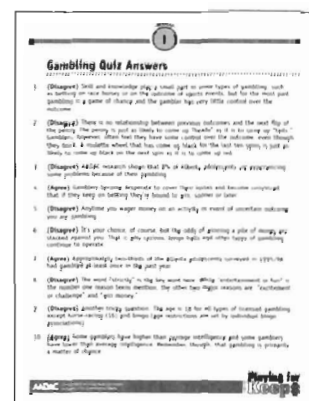 1
Gambling Quiz Answers
1 (Disagree) Skill and knowledge play a small part in some types of gambling, such
as betting on race horses or on the outcome of sports events, but for the most part
gambling is a game of chance and the gambler has very little control over the
outcome.
2 (Disagree) There is no relationship between previous outcomes and the next flip of
the penny. The penny is just as likely to come up "heads" as it is to come up "tails."
Gamblers, however, often feel they have some control over the outcome, even though
they don't. A roulette wheel that has come up black for the last ten spins is just as
likely to come up black on the next spin as it is to come up red.
3 (Disagree) AADAC research shows that 8% of Alberta adolescents are experiencing
some problems because of their gambling.
4 (Agree) Gamblers become desperate to cover their losses and become convinced
that if they keep on betting they're bound to win, sooner or later.
5 (Disagree) Anytime you wager money on an activity or event of uncertain outcome
you are gambling.
6 (Disagree) It's your choice, of course, but the odds of winning a pile of money are
stacked against you. That is why casinos, bingo halls and other types of gambling
continue to operate.
7 (Agree) Approximately two-thirds of the Alberta adolescents surveyed in 1995/96
had gambled at least once in the past year.
8 (Disagree) The word "strictly" is the key word here. While "entertainment or fun" is
the number one reason teens mention, the other two major reasons are "excitement
or challenge" and "win money."
9 (Disagree) Another tricky question. The age is 18 for all types of licensed gambling
except horse racing and bingo (age restrictions are set by individual bingo
associations).
10 (Agree) Some gamblers have higher than average intelligence and some gamblers
have lower than average intelligence. Remember, though, that gambling is primarily
a matter of chance.
AADAC
Playing for
Keeps